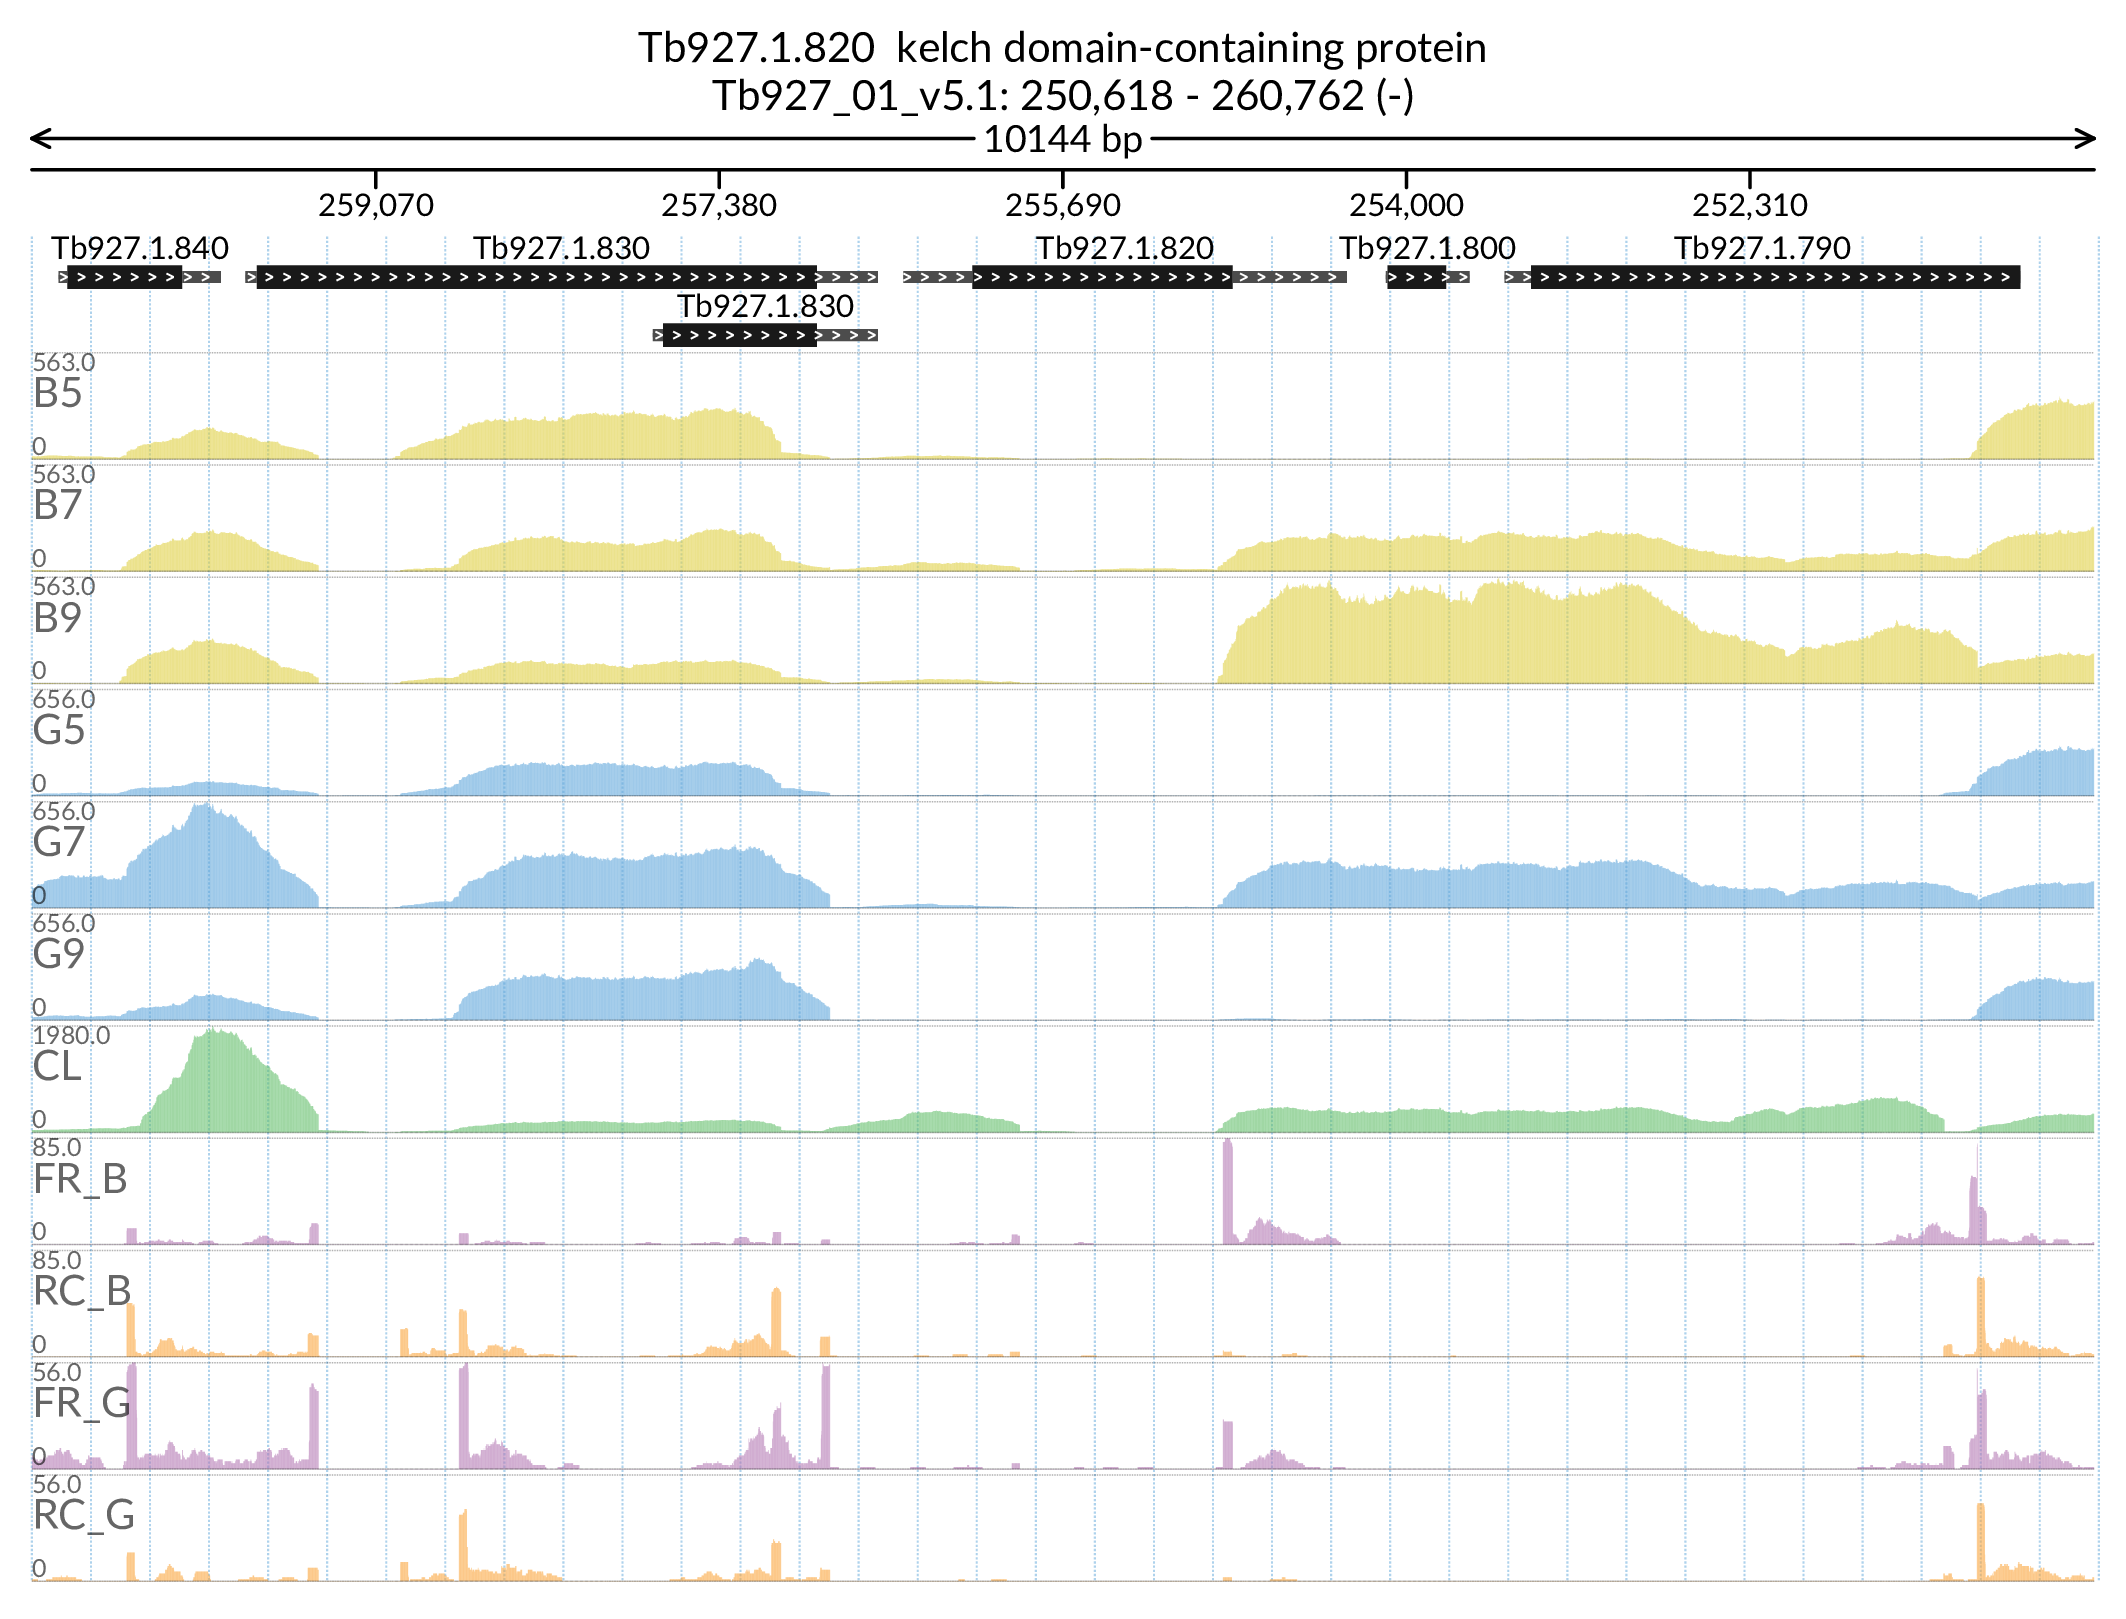 Tb927.1.820  kelch domain-containing protein
Tb927_01_v5.1: 250,618 - 260,762 (-)
10144 bp
259,070 257,380 255,690 254,000 252,310
Tb927.1.840 Tb927.1.830 Tb927.1.820 Tb927.1.800 Tb927.1.790
Tb927.1.830
563.0
B5
0
563.0
B7
0
563.0
B9
0
656.0
G5
0
656.0
G7
0
656.0
G9
0
1980.0
CL
0
85.0
FR_B
0
85.0
RC_B
0
56.0
FR_G
0
56.0
RC_G
0